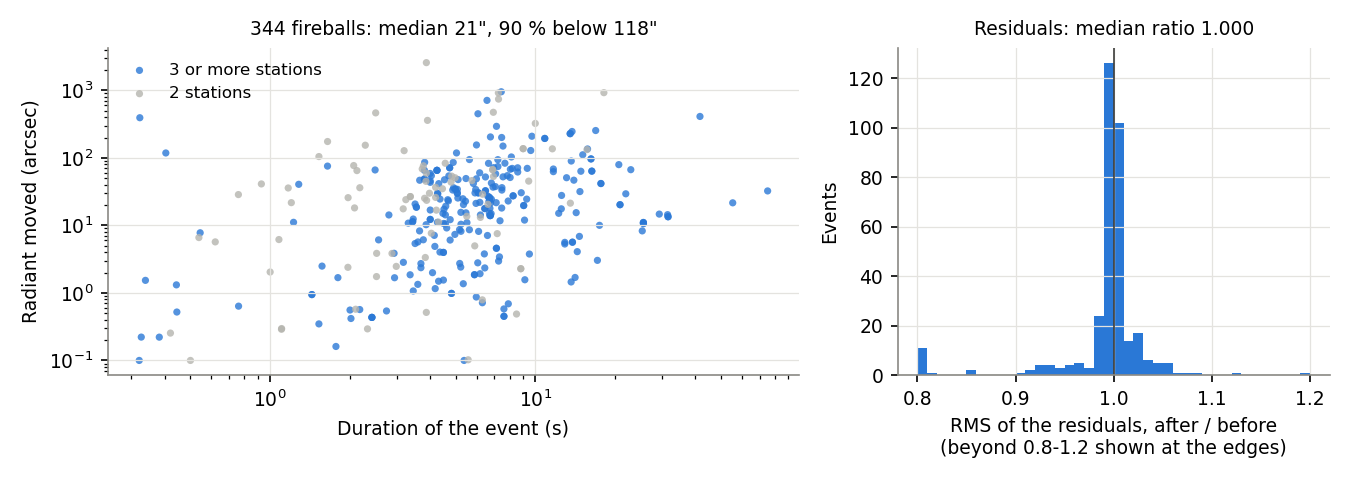 344 fireballs: median 21", 90 % below 118"
3 or more stations
2 stations
Radiant moved (arcsec)
10³
10²
10¹
10⁰
10⁻¹
10⁰
10¹
Duration of the event (s)
Residuals: median ratio 1.000
Events
120
100
80
60
40
20
0
0.8
0.9
1.0
1.1
1.2
RMS of the residuals, after / before
(beyond 0.8-1.2 shown at the edges)